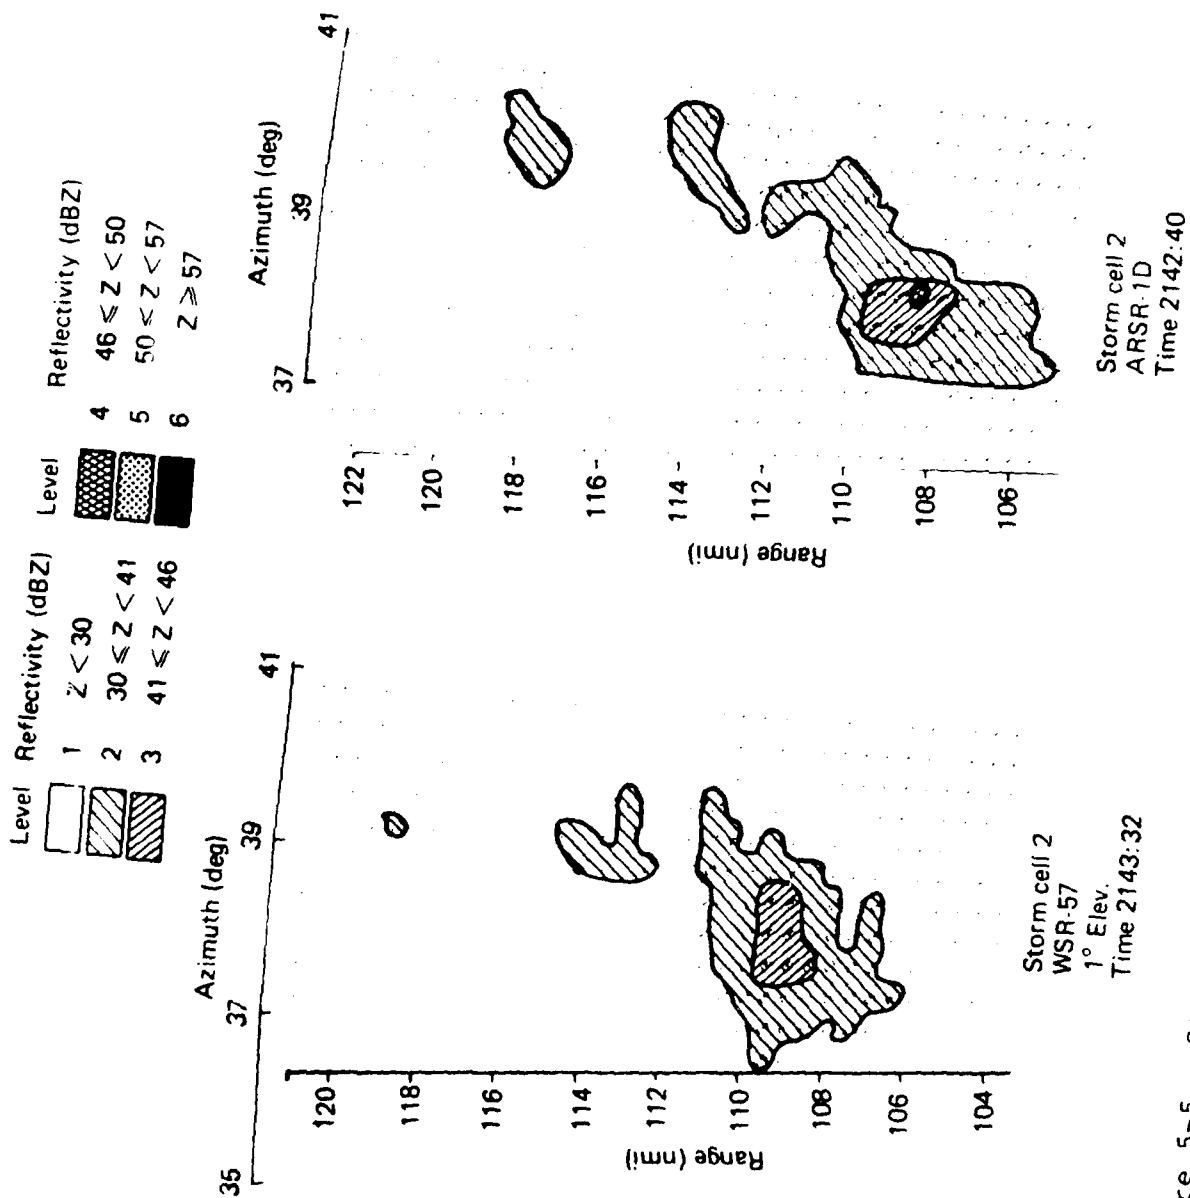 Level Reflectivity (dBZ)
1 Z < 30
2 30 ≤ Z < 41
3 41 ≤ Z < 46
Level Reflectivity (dBZ)
4 46 ≤ Z < 50
5 50 ≤ Z < 57
6 Z ≥ 57
Azimuth (deg)
35 37 39 41
Range (nmi)
120
118
116
114
112
110
108
106
104
Storm cell 2
WSR-57
1° Elev.
Time 2143:32
Azimuth (deg)
37 39 41
Range (nmi)
122
120
118
116
114
112
110
108
106
Storm cell 2
ARSR-1D
Time 2142:40
5-5